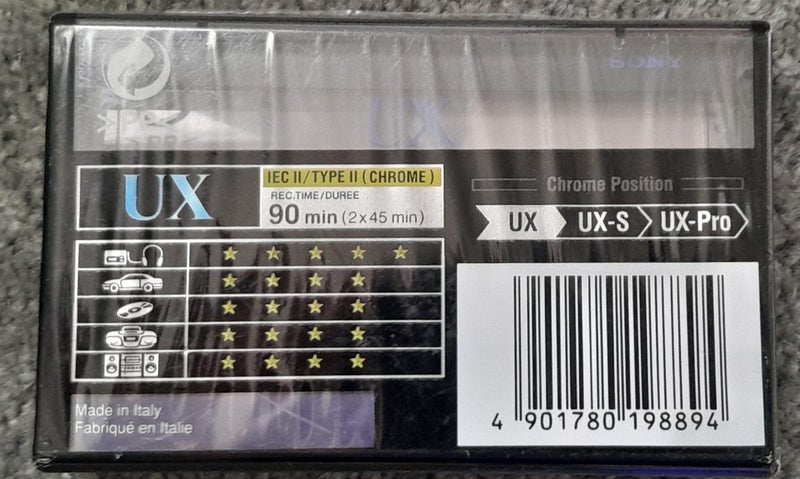 SONY
UX
UX
IEC II/TYPE II (CHROME)
REC.TIME/DUREE
90 min (2x45 min)
Chrome Position
UX UX-S UX-Pro
Made in Italy
Fabriqué en Italie
4 901780 198894